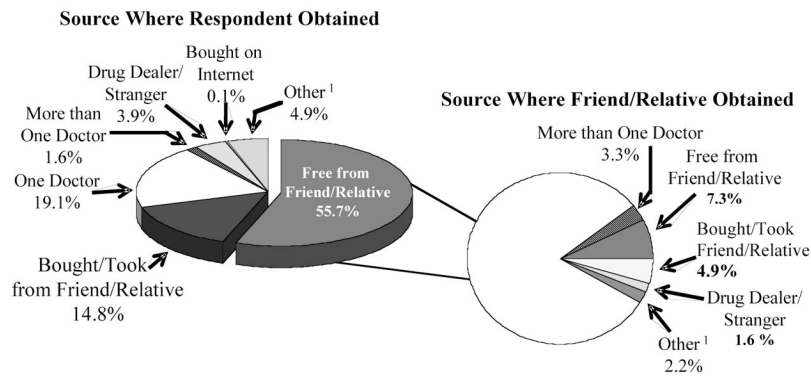 Source Where Respondent Obtained
Bought on
Internet
0.1%
Drug Dealer/
Stranger
3.9%
Other 1
4.9%
More than
One Doctor
1.6%
One Doctor
19.1%
Free from
Friend/Relative
55.7%
Bought/Took
from Friend/Relative
14.8%
Source Where Friend/Relative Obtained
More than One Doctor
3.3%
Free from
Friend/Relative
7.3%
Bought/Took
Friend/Relative
4.9%
Drug Dealer/
Stranger
1.6 %
Other 1
2.2%